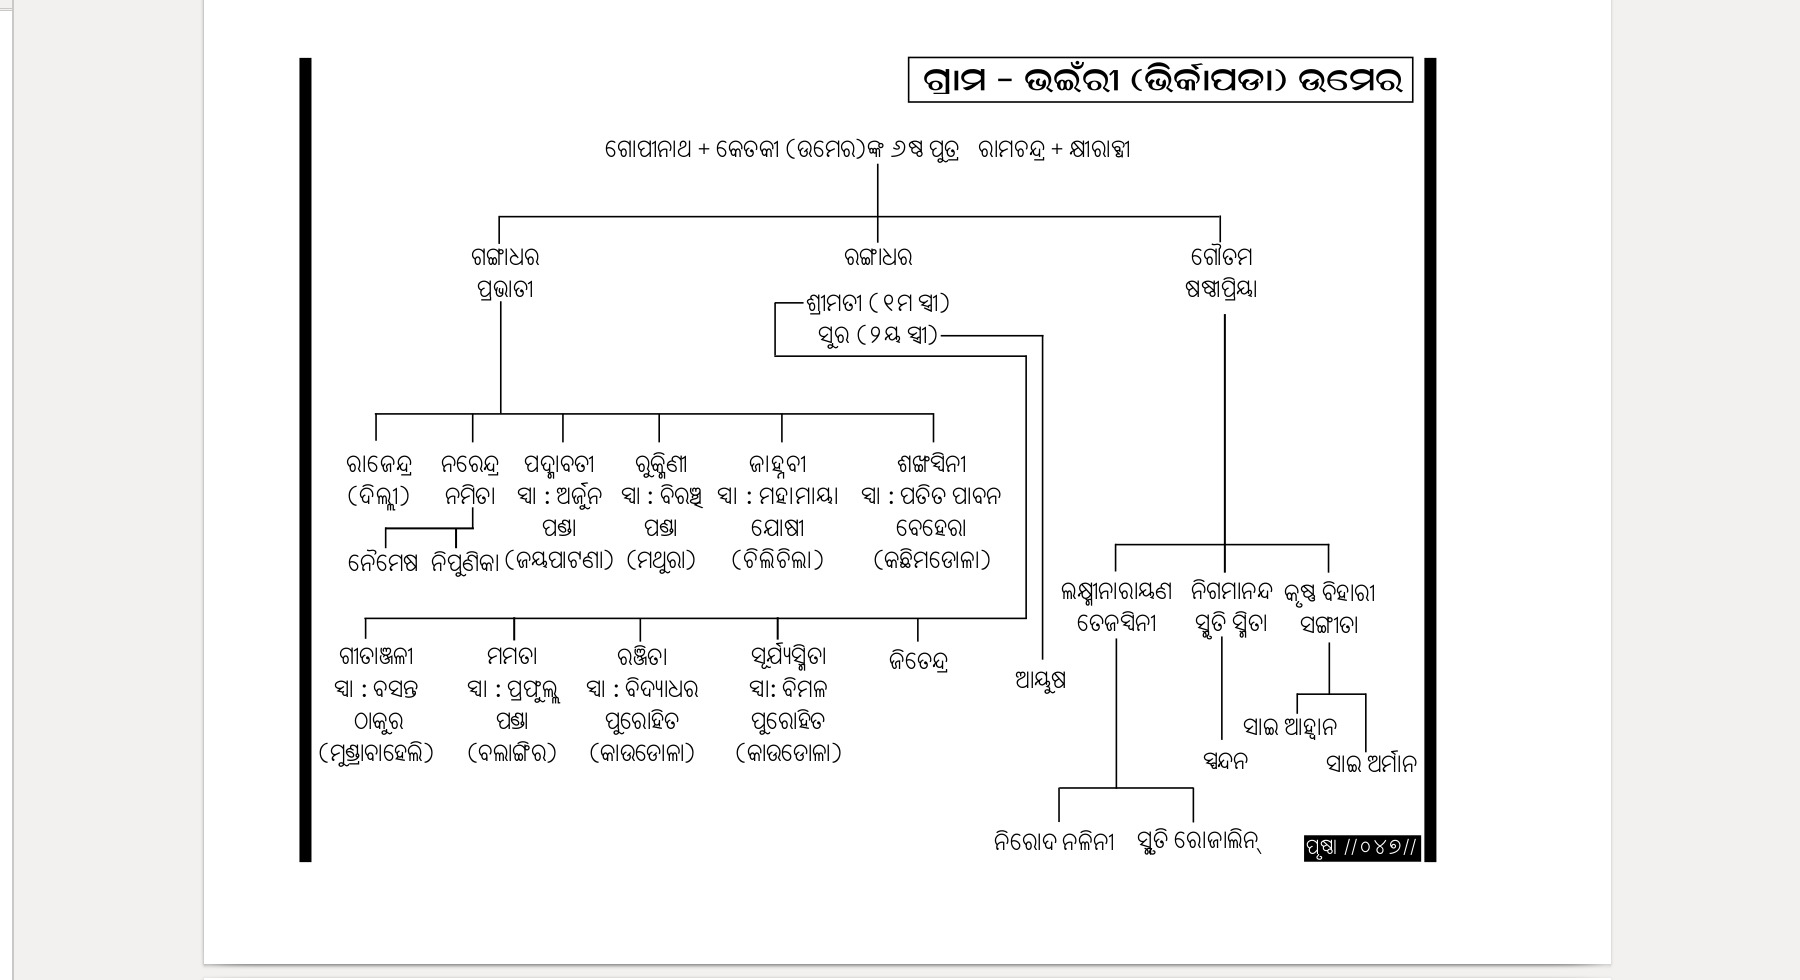 ଗ୍ରାମ - ଭଇଁରୀ (ଭିର୍କାପଡା) ଉମେର
ଗୋପୀନାଥ + କେତକୀ (ଉମେର)ଙ୍କ ୬ଷ୍ଠ ପୁତ୍ର ରାମଚନ୍ଦ୍ର + କ୍ଷୀରାବ୍ଧୀ
ଗଙ୍ଗାଧର ରଙ୍ଗାଧର ଗୌତମ
ପ୍ରଭାତୀ ଷଷ୍ଠୀପ୍ରିୟା
ଶ୍ରୀମତୀ (୧ମ ସ୍ତ୍ରୀ)
ସୁର (୨ୟ ସ୍ତ୍ରୀ)
ରାଜେନ୍ଦ୍ର ନରେନ୍ଦ୍ର ପଦ୍ମାବତୀ ରୁକ୍ମିଣୀ ଜାହ୍ନବୀ ଶଙ୍ଖସ୍ୱିନୀ
(ଦିଲ୍ଲୀ) ନମିତା ସ୍ୱା : ଅର୍ଜୁନ ସ୍ୱା : ବିରଞ୍ଚି ସ୍ୱା : ମହାମାୟା ସ୍ୱା : ପତିତ ପାବନ
ପଣ୍ଡା ପଣ୍ଡା ଯୋଷୀ ବେହେରା
ନୈମେଷ ନିପୁଣିକା (ଜୟପାଟଣା) (ମଥୁରା) (ଚିଲିଚିଲା) (କଛିମଡୋଳା)
ଲକ୍ଷ୍ମୀନାରାୟଣ ନିଗମାନନ୍ଦ କୃଷ୍ଣ ବିହାରୀ
ତେଜସ୍ୱିନୀ ସ୍ମୃତି ସ୍ମିତା ସଙ୍ଗୀତା
ଗୀତାଞ୍ଜଳୀ ମମତା ରଞ୍ଜିତା ସୂର୍ଯ୍ୟସ୍ମିତା ଜିତେନ୍ଦ୍ର
ଆୟୁଷ
ସ୍ୱା : ବସନ୍ତ ସ୍ୱା : ପ୍ରଫୁଲ୍ଲ ସ୍ୱା : ବିଦ୍ୟାଧର ସ୍ୱା: ବିମଳ
ଠାକୁର ପଣ୍ଡା ପୁରୋହିତ ପୁରୋହିତ
ସାଇ ଆହ୍ୱାନ
(ମୁଣ୍ଡ୍ରାବାହେଲି) (ବଲାଙ୍ଗିର) (କାଉଡୋଳା) (କାଉଡୋଳା)
ସ୍ପନ୍ଦନ ସାଇ ଅର୍ମାନ
ନିରୋଦ ନଳିନୀ ସ୍ମୃତି ରୋଜାଲିନ୍
ପୃଷ୍ଠା //୦୪୭//